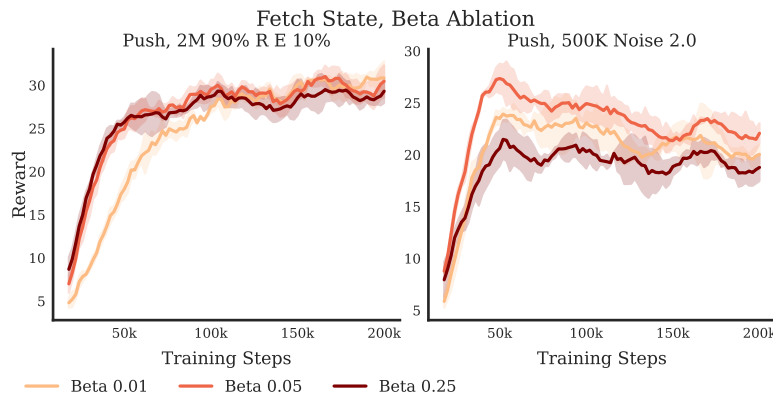 Fetch State, Beta Ablation
Push, 2M 90% R E 10%
Push, 500K Noise 2.0
Reward
30
25
20
15
10
5
30
25
20
15
10
5
50k 100k 150k 200k
50k 100k 150k 200k
Training Steps
Training Steps
Beta 0.01 Beta 0.05 Beta 0.25